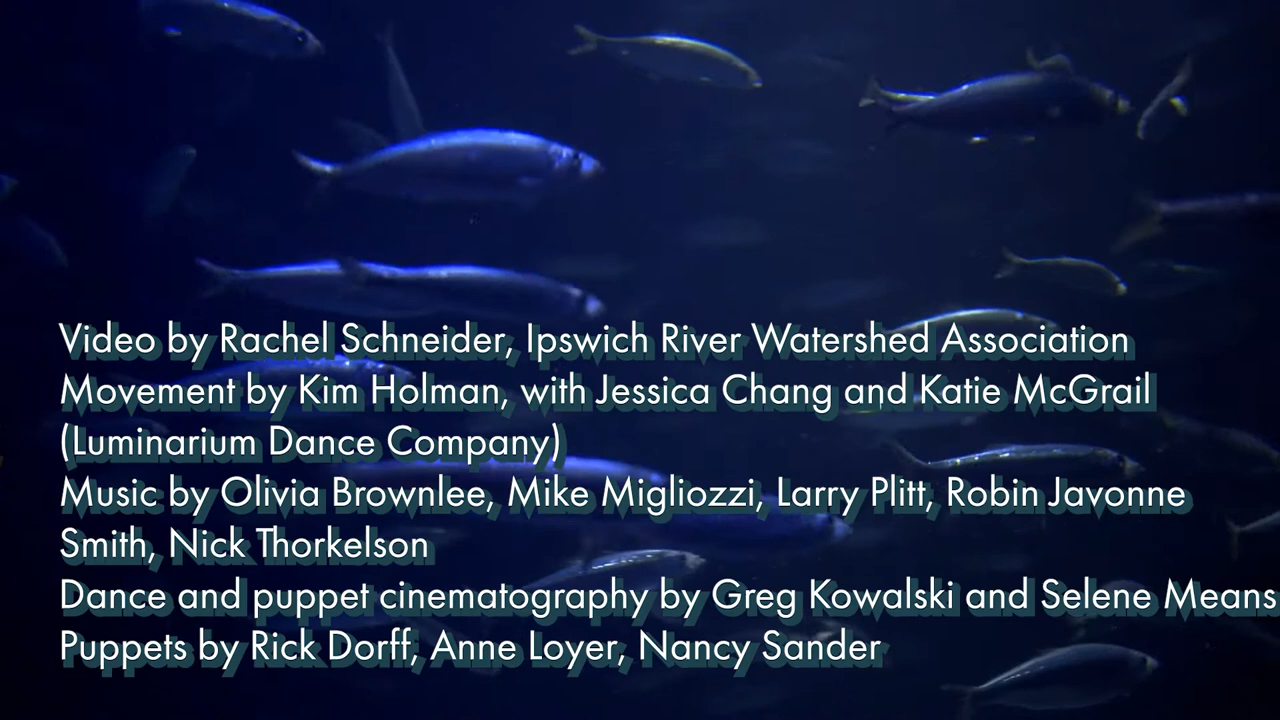 Video by Rachel Schneider, Ipswich River Watershed Association
Movement by Kim Holman, with Jessica Chang and Katie McGrail
(Luminarium Dance Company)
Music by Olivia Brownlee, Mike Migliozzi, Larry Plitt, Robin Javonne
Smith, Nick Thorkelson
Dance and puppet cinematography by Greg Kowalski and Selene Means
Puppets by Rick Dorff, Anne Loyer, Nancy Sander